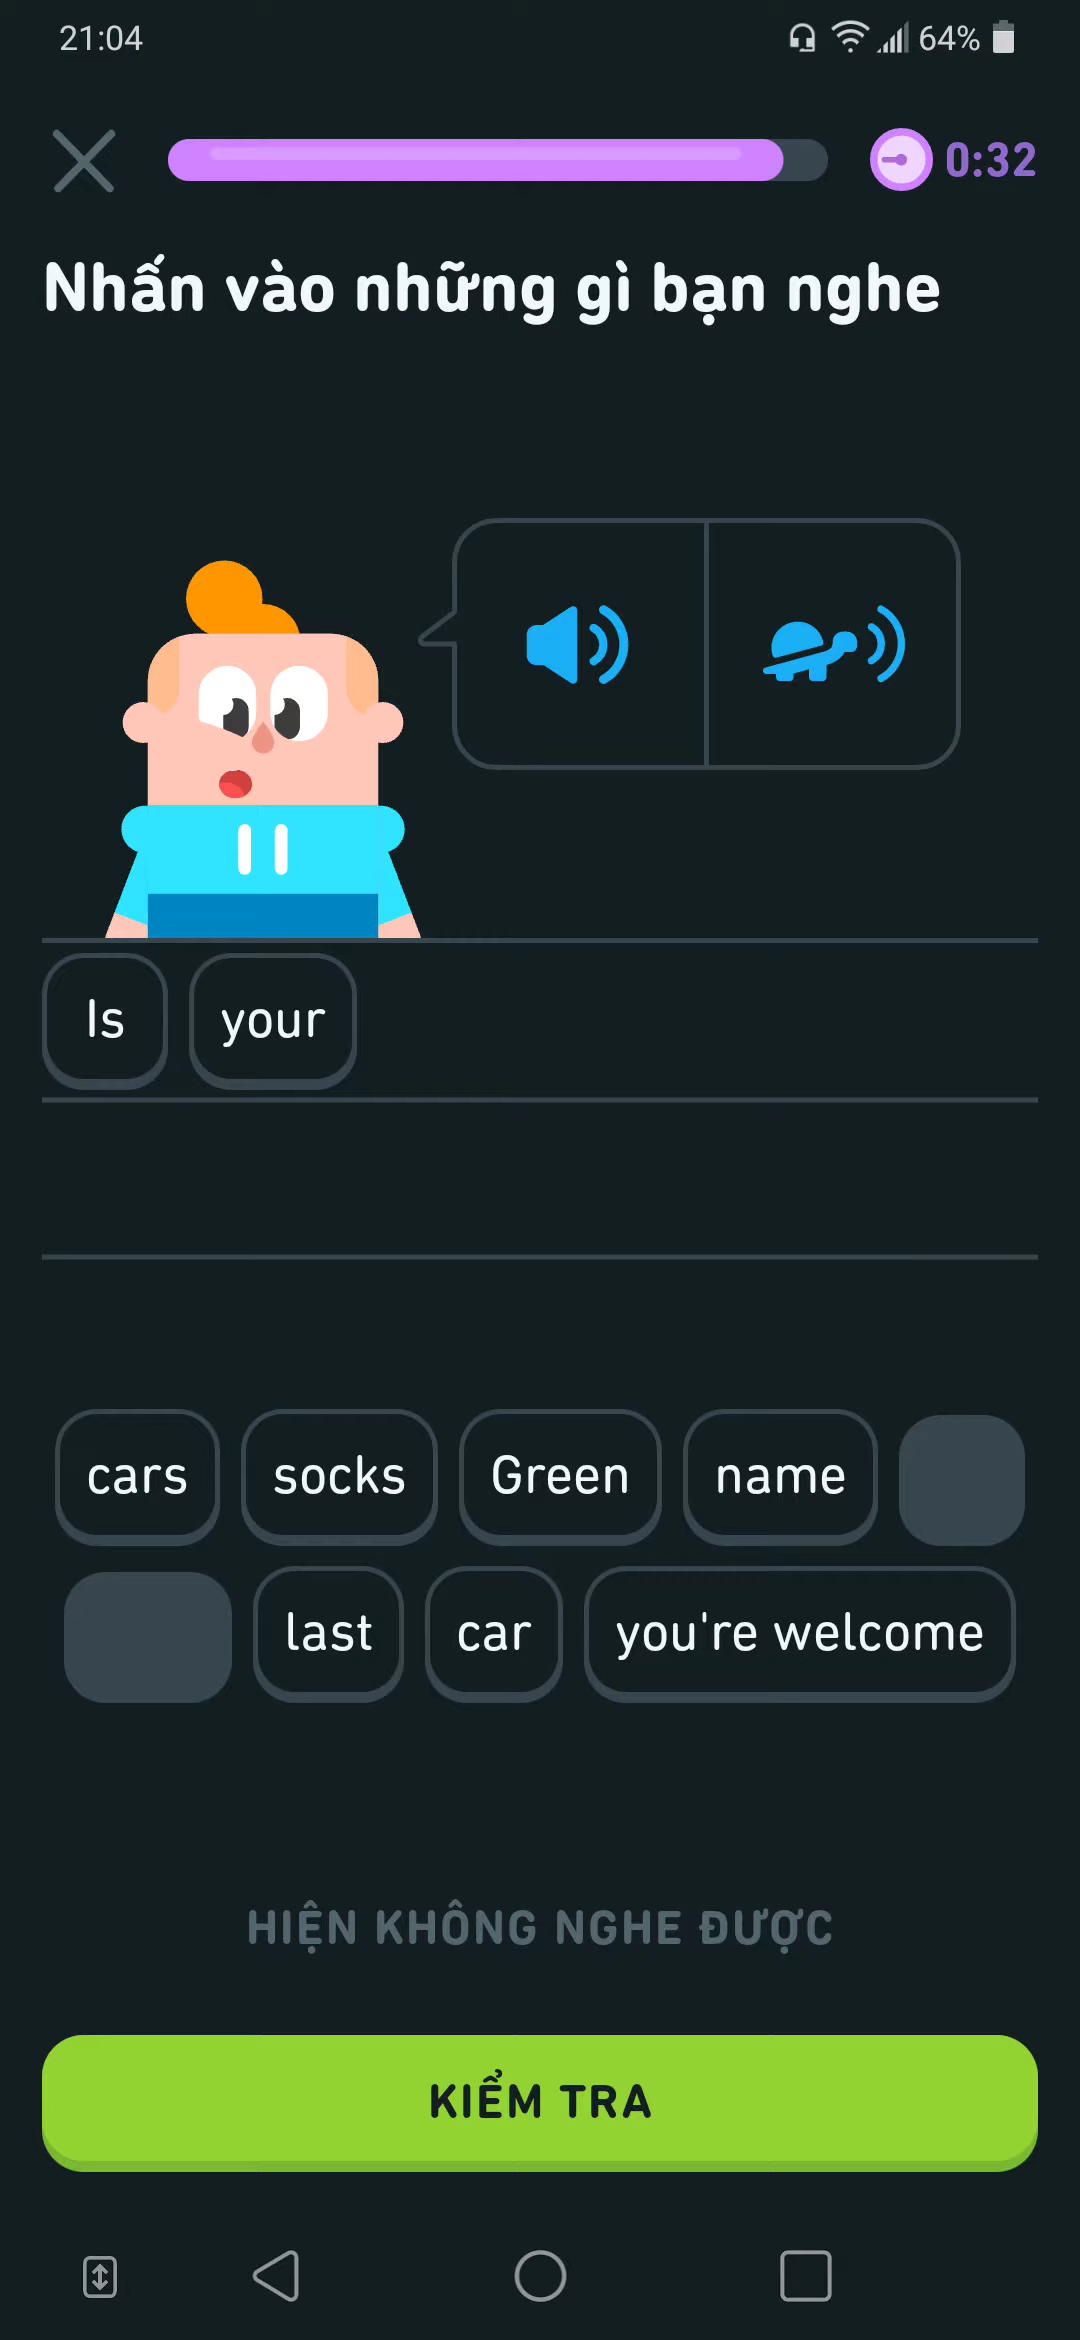 21:04 64%
0:32
Nhấn vào những gì bạn nghe
Is your
cars socks Green name
last car you're welcome
HIỆN KHÔNG NGHE ĐƯỢC
KIỂM TRA